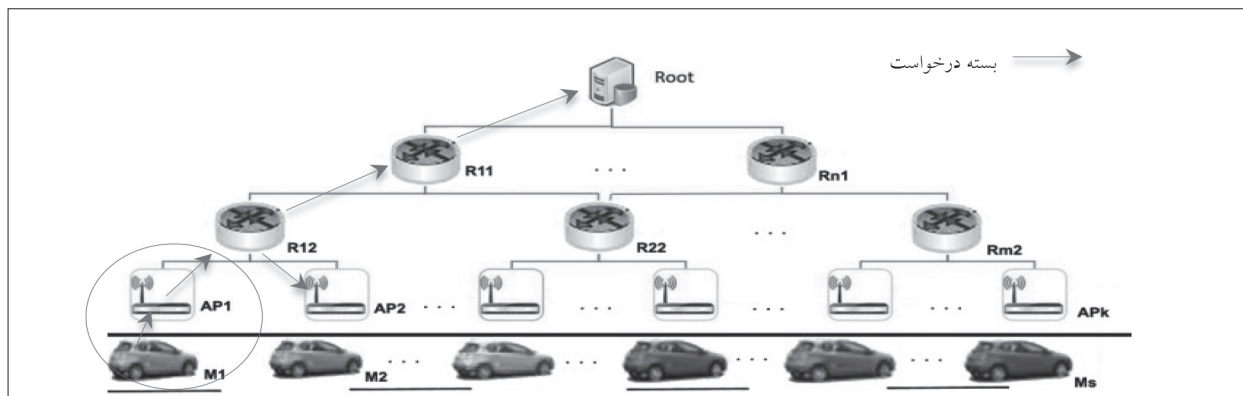 بسته درخواست
Root
R11
. . .
Rn1
R12
R22
. . .
Rm2
AP1
AP2
. . .
. . .
. . .
. . .
APk
M1
. . .
M2
. . .
. . .
. . .
. . .
Ms